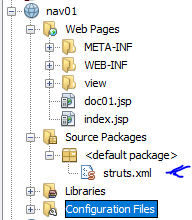 nav01
Web Pages
META-INF
WEB-INF
view
doc01.jsp
index.jsp
Source Packages
<default package>
struts.xml
Libraries
Configuration Files